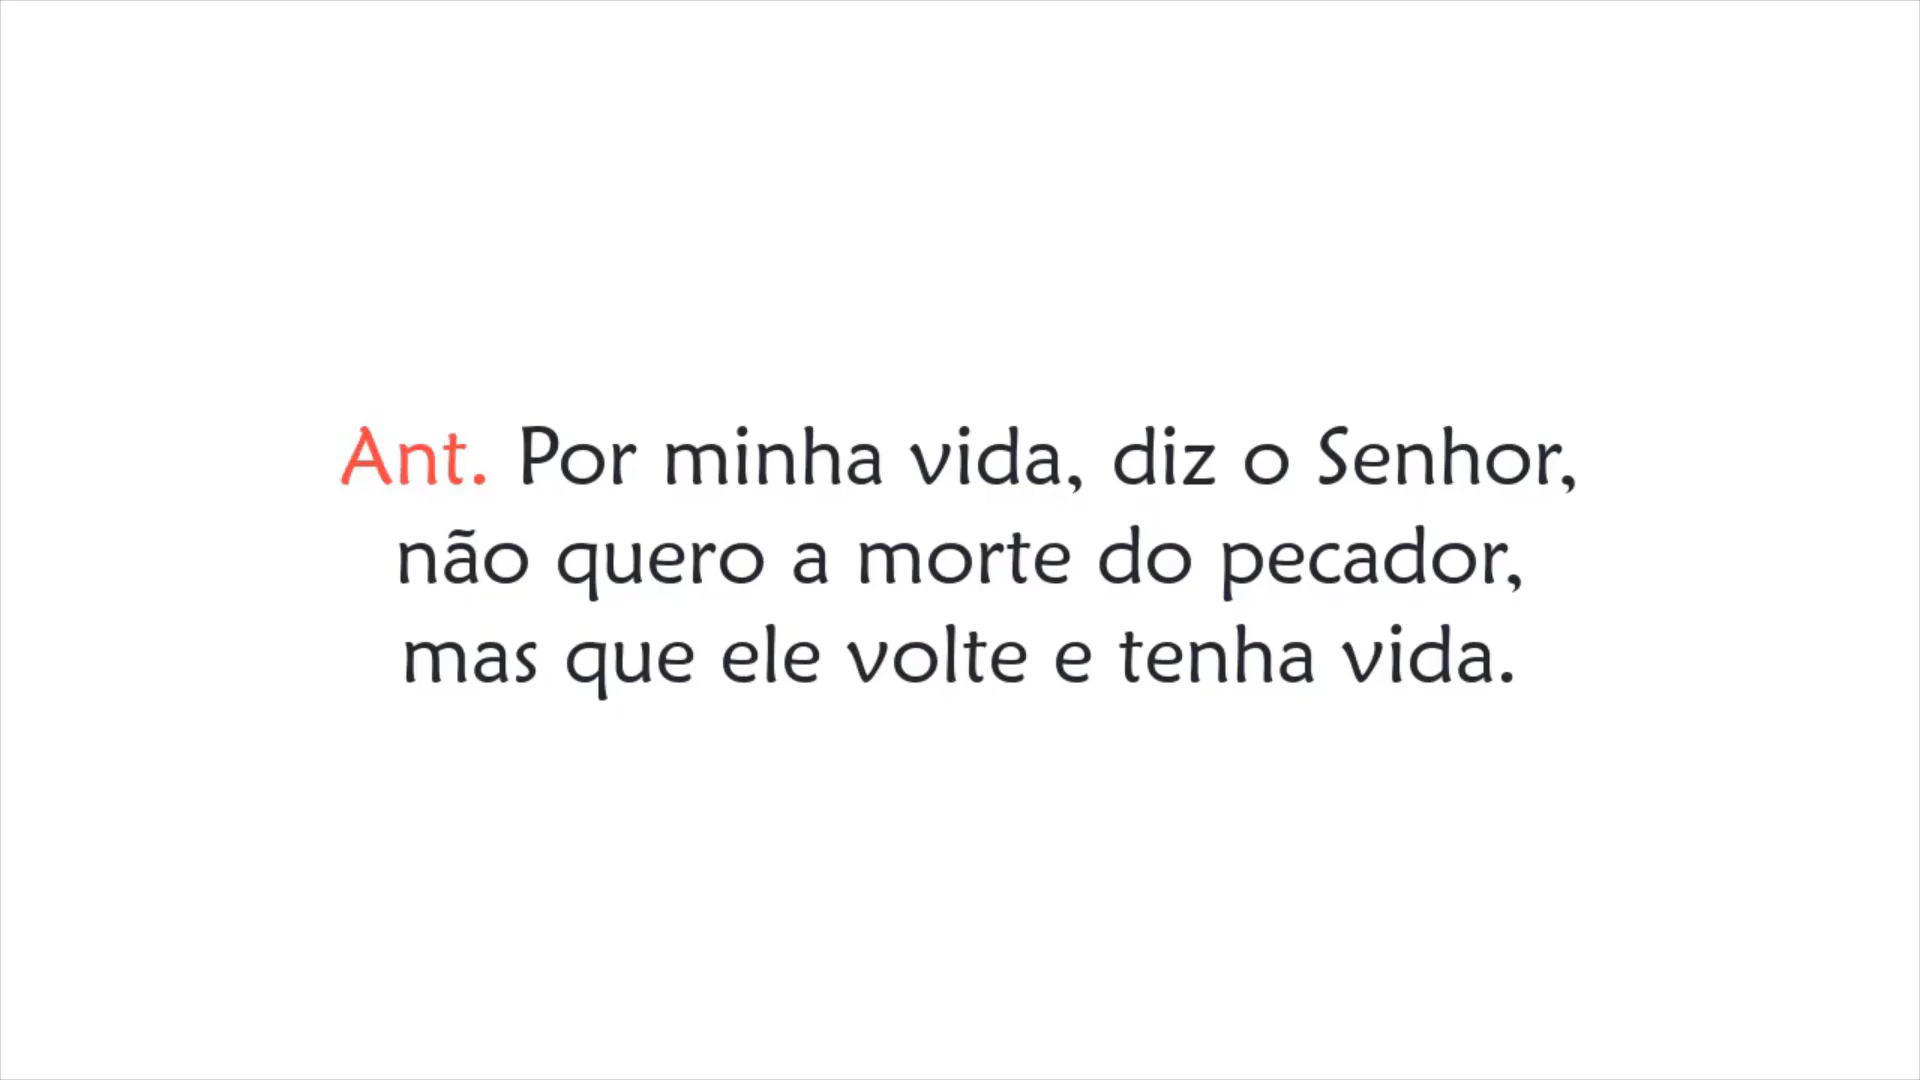 Ant. Por minha vida, diz o Senhor,
não quero a morte do pecador,
mas que ele volte e tenha vida.